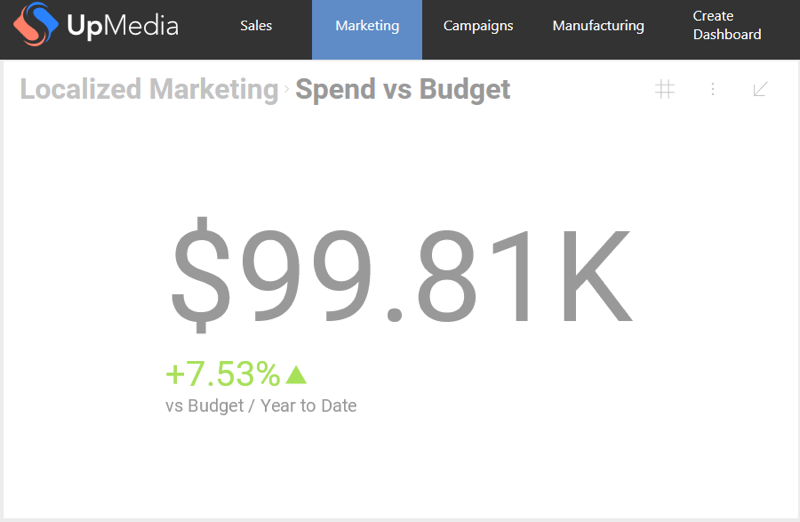 UpMedia
Sales
Marketing
Campaigns
Manufacturing
Create
Dashboard
Localized Marketing › Spend vs Budget
$99.81K
+7.53%▲
vs Budget / Year to Date